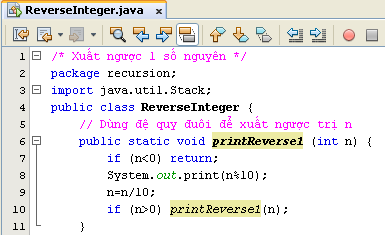 ReverseInteger.java
1 /* Xuất ngược 1 số nguyên */
2 package recursion;
3 import java.util.Stack;
4 public class ReverseInteger {
5 // Dùng đệ quy đuôi để xuất ngược trị n
6 public static void printReverse1 (int n) {
7 if (n<0) return;
8 System.out.print(n%10);
9 n=n/10;
10 if (n>0) printReverse1(n);
11 }